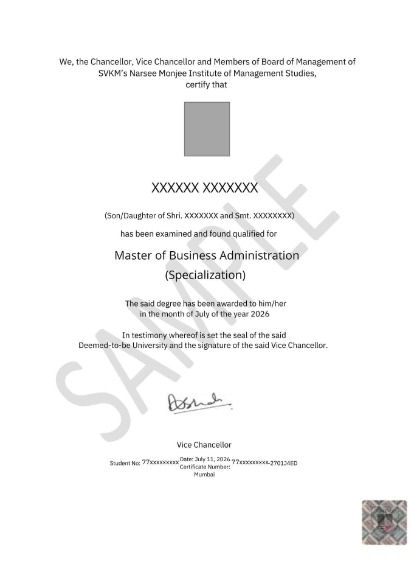 We, the Chancellor, Vice Chancellor and Members of Board of Management of
SVKM's Narsee Monjee Institute of Management Studies,
certify that
XXXXXX XXXXXXX
(Son/Daughter of Shri. XXXXXXX and Smt. XXXXXXXX)
has been examined and found qualified for
Master of Business Administration
(Specialization)
The said degree has been awarded to him/her
in the month of July of the year 2026
In testimony whereof is set the seal of the said
Deemed-to-be University and the signature of the said Vice Chancellor.
SAMPLE
Vice Chancellor
Student No: 77xxxxxxxxx Date: July 11, 2026 77xxxxxxxxx-270134ED
Certificate Number:
Mumbai